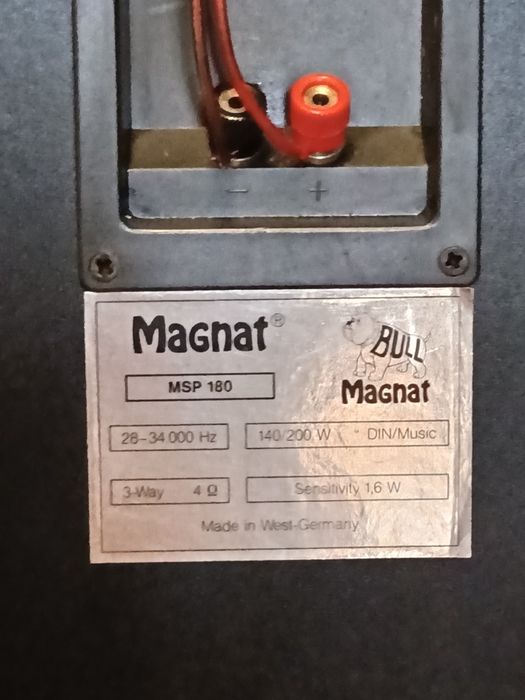 − +
Magnat®
BULL
Magnat
MSP 180
28-34 000 Hz
140/200 W DIN/Music
3-Way 4 Ω
Sensitivity 1,6 W
Made in West-Germany